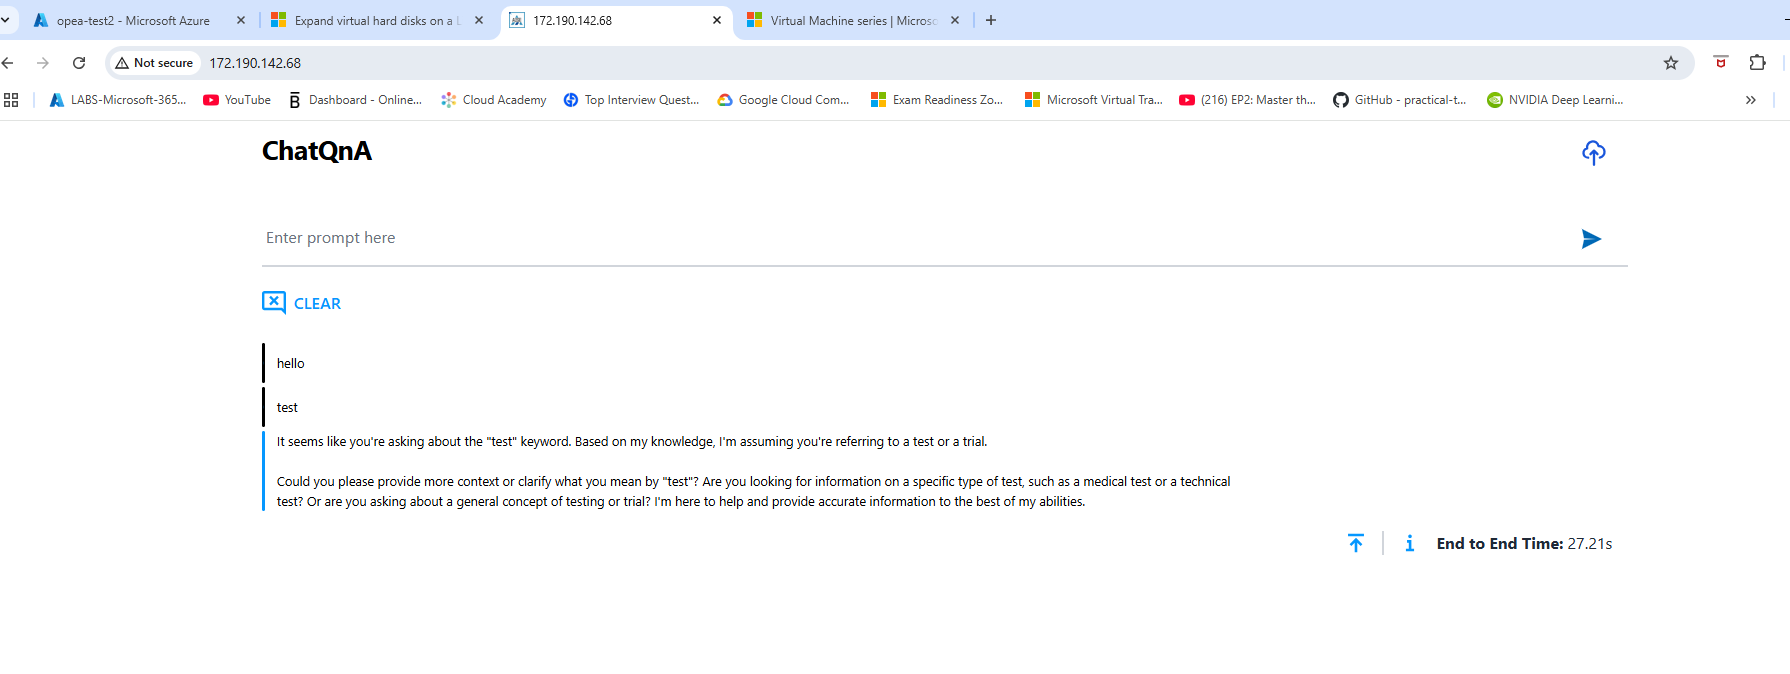 opea-test2 - Microsoft Azure
Expand virtual hard disks on a L
172.190.142.68
Virtual Machine series | Microso
Not secure
172.190.142.68
LABS-Microsoft-365...
YouTube
Dashboard - Online...
Cloud Academy
Top Interview Quest...
Google Cloud Com...
Exam Readiness Zo...
Microsoft Virtual Tra...
(216) EP2: Master th...
GitHub - practical-t...
NVIDIA Deep Learni...
ChatQnA
Enter prompt here
CLEAR
hello
test
It seems like you're asking about the "test" keyword. Based on my knowledge, I'm assuming you're referring to a test or a trial.
Could you please provide more context or clarify what you mean by "test"? Are you looking for information on a specific type of test, such as a medical test or a technical
test? Or are you asking about a general concept of testing or trial? I'm here to help and provide accurate information to the best of my abilities.
End to End Time: 27.21s